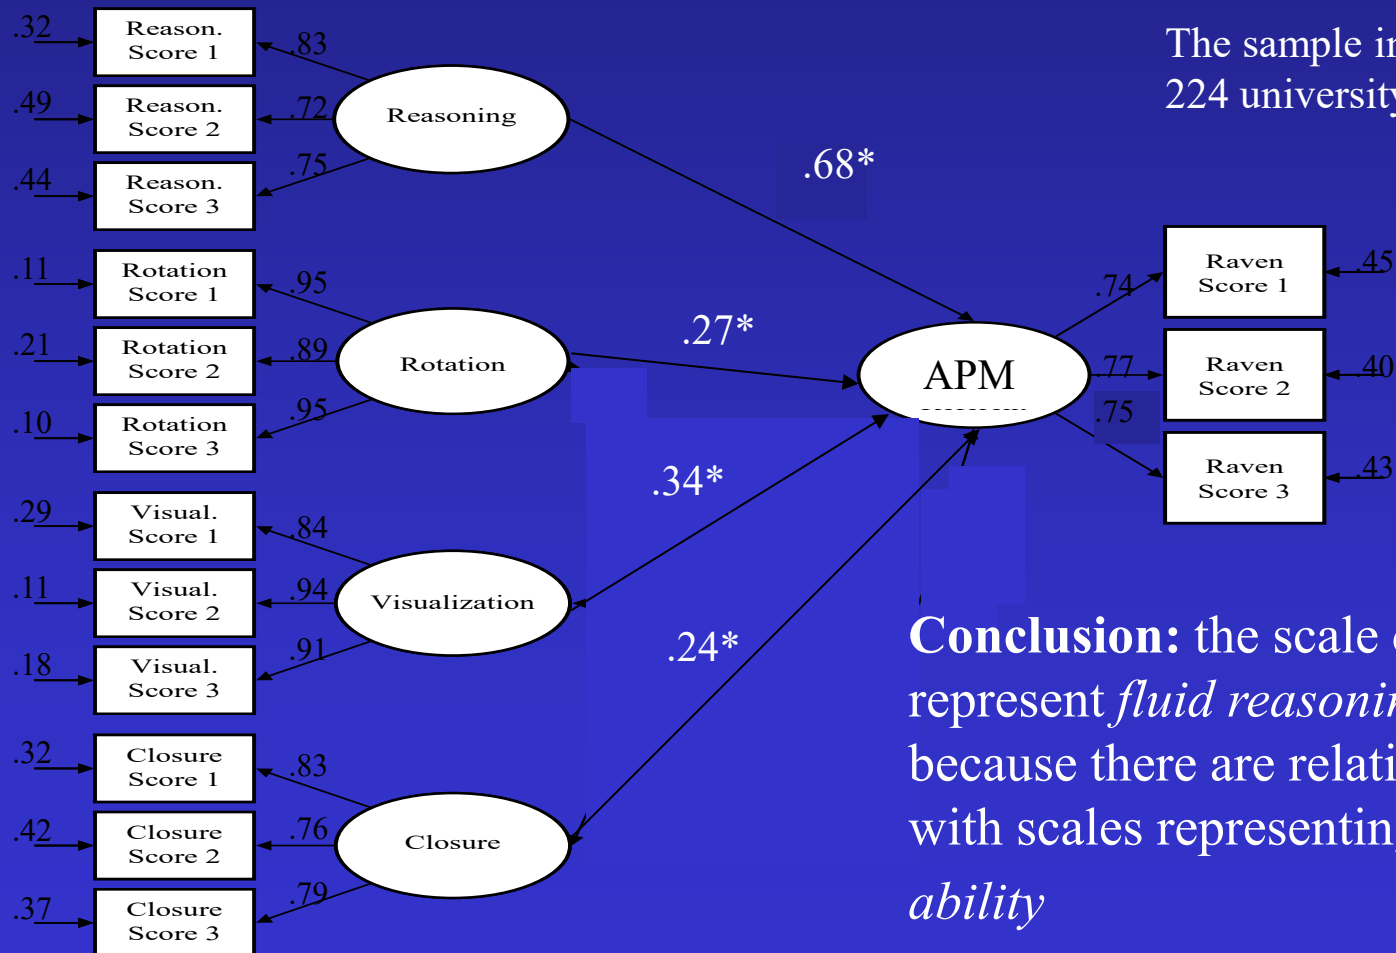 .32
Reason.
Score 1
.83
.49
Reason.
Score 2
.72
.44
Reason.
Score 3
.75
Reasoning
.11
Rotation
Score 1
.95
.21
Rotation
Score 2
.89
.10
Rotation
Score 3
.95
Rotation
.29
Visual.
Score 1
.84
.11
Visual.
Score 2
.94
.18
Visual.
Score 3
.91
Visualization
.32
Closure
Score 1
.83
.42
Closure
Score 2
.76
.37
Closure
Score 3
.79
Closure
.68*
.27*
.34*
.24*
APM
.74
.77
.75
Raven
Score 1
.45
Raven
Score 2
.40
Raven
Score 3
.43
The sample
224
Conclusion: the scale
represent fluid
because there are
with scales
ability